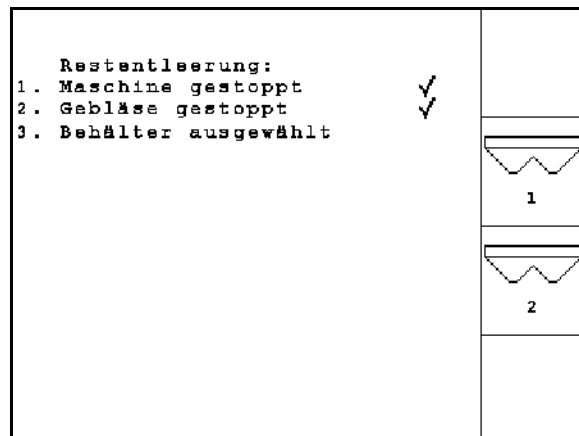 Restentleerung:
1. Maschine gestoppt ✓
2. Gebläse gestoppt ✓
3. Behälter ausgewählt
1
2